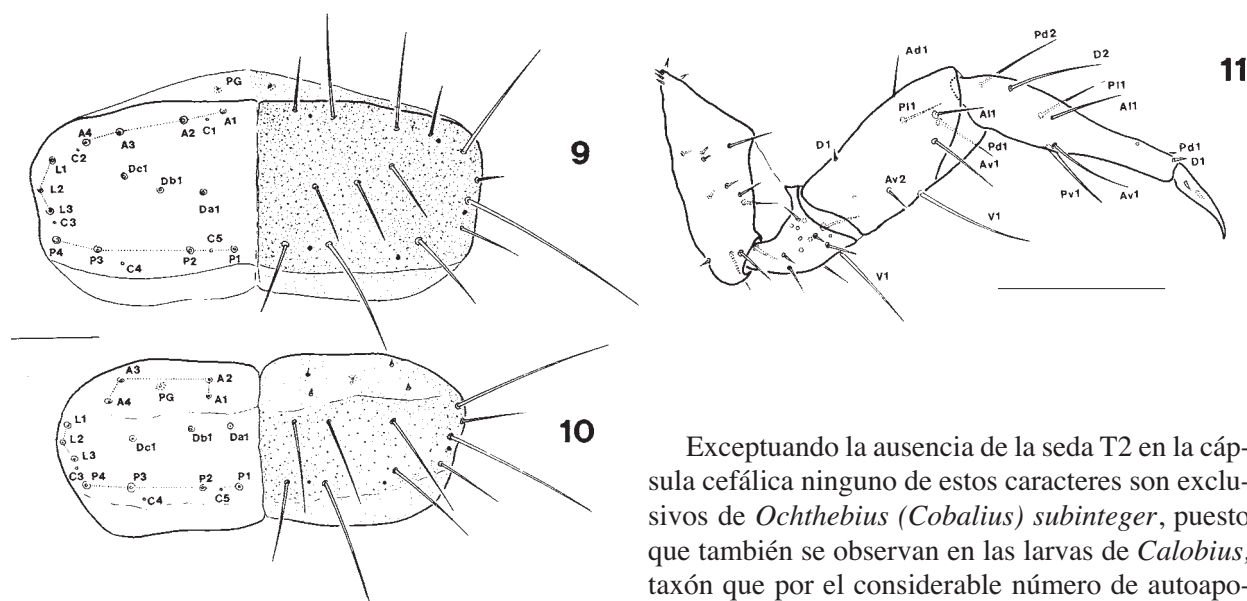 PG
A4 A3 A2 C1 A1
C2
L1
L2
L3
C3
Dc1 Db1 Da1
P4 P3 C4 P2 C5 P1
9
A3 A2
A4 PG A1
L1
L2
L3
C3
Dc1 Db1 Da1
P4 P3 C4 P2 C5 P1
10
Pd2
Ad1 D2
11
Pl1 Pl1
Al1 Al1
D1 Pd1 Pd1
Av1 D1
Av2 Pv1 Av1
V1
V1
Exceptuando la ausencia de la seda T2 en la cáp-
sula cefálica ninguno de estos caracteres son exclu-
sivos de Ochthebius (Cobalius) subinteger, puesto
que también se observan en las larvas de Calobius,
taxón que por el considerable número de autoapo-